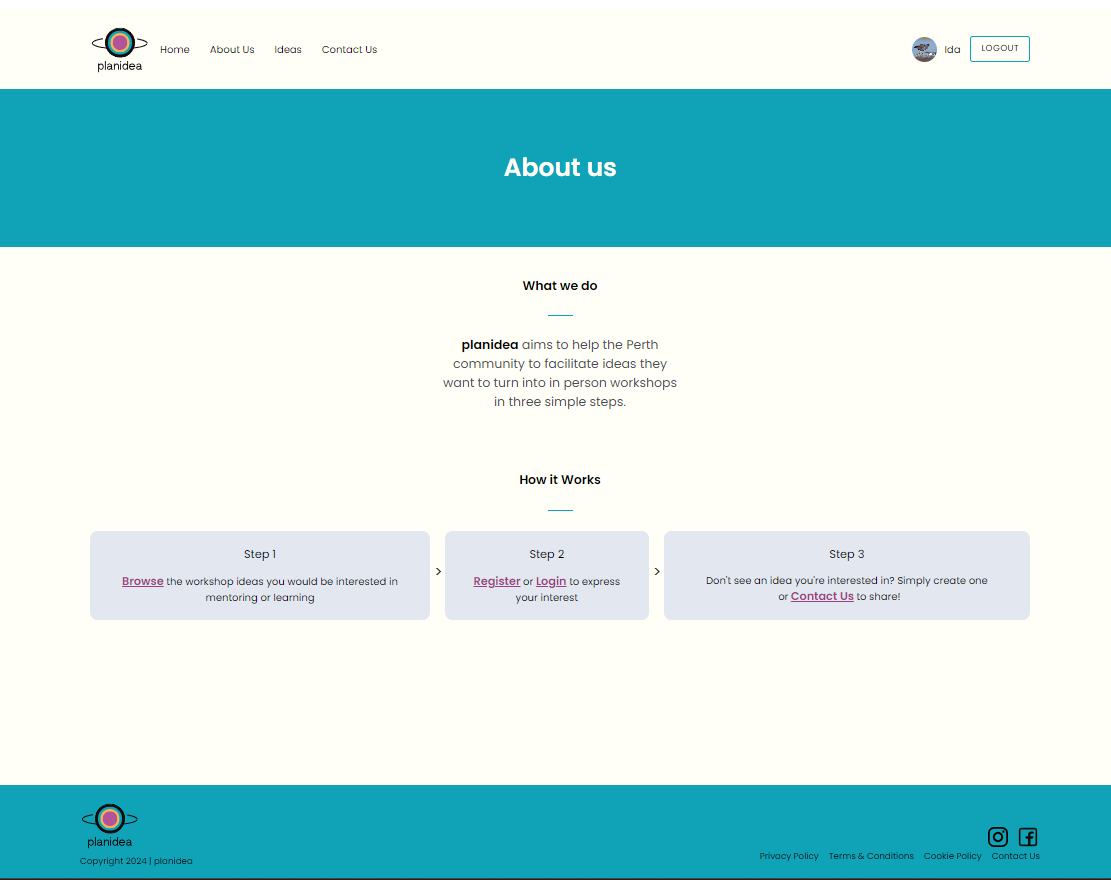 planidea
Home
About Us
Ideas
Contact Us
Ida
LOGOUT
About us
What we do
planidea aims to help the Perth
community to facilitate ideas they
want to turn into in person workshops
in three simple steps.
How it Works
Step 1
Browse the workshop ideas you would be interested in
mentoring or learning
>
Step 2
Register or Login to express
your interest
>
Step 3
Don't see an idea you're interested in? Simply create one
or Contact Us to share!
planidea
Copyright 2024 | planidea
Privacy Policy
Terms & Conditions
Cookie Policy
Contact Us